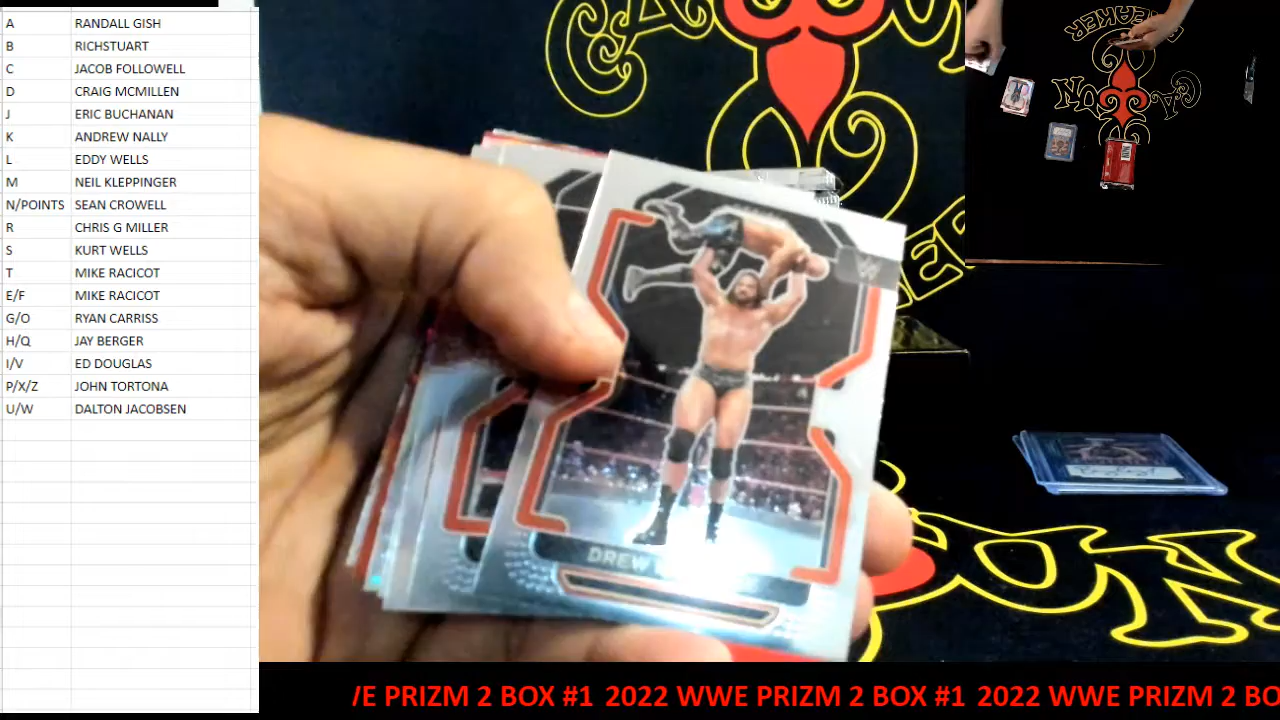 A RANDALL GISH
B RICHSTUART
C JACOB FOLLOWELL
D CRAIG MCMILLEN
J ERIC BUCHANAN
K ANDREW NALLY
L EDDY WELLS
M NEIL KLEPPINGER
N/POINTS SEAN CROWELL
R CHRIS G MILLER
S KURT WELLS
T MIKE RACICOT
E/F MIKE RACICOT
G/O RYAN CARRISS
H/Q JAY BERGER
I/V ED DOUGLAS
P/X/Z JOHN TORTONA
U/W DALTON JACOBSEN
DREW
/E PRIZM 2 BOX #1 2022 WWE PRIZM 2 BOX #1 2022 WWE PRIZM 2 BO